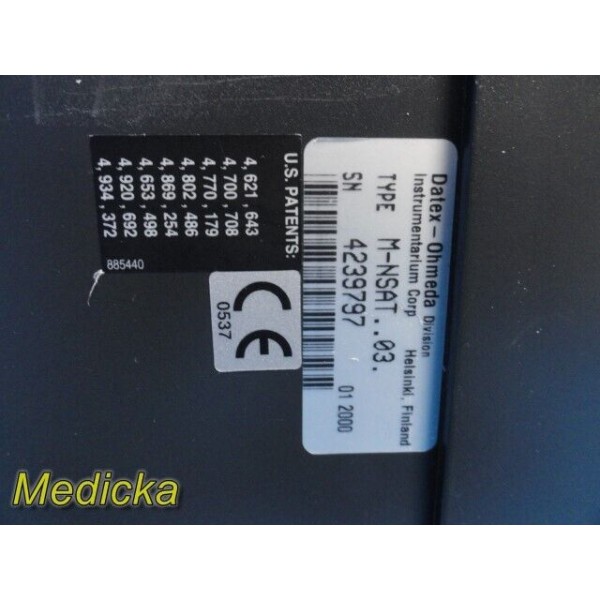 Datex-Ohmeda Division
Instrumentarium Corp Helsinki, Finland
TYPE M-NSAT..03.
SN 4239797 01 2000
U.S. PATENTS:
4,621,643
4,700,708
4,770,179
4,802,486
4,869,254
4,653,498
4,920,692
4,934,372
885440
CE
0537
Medicka